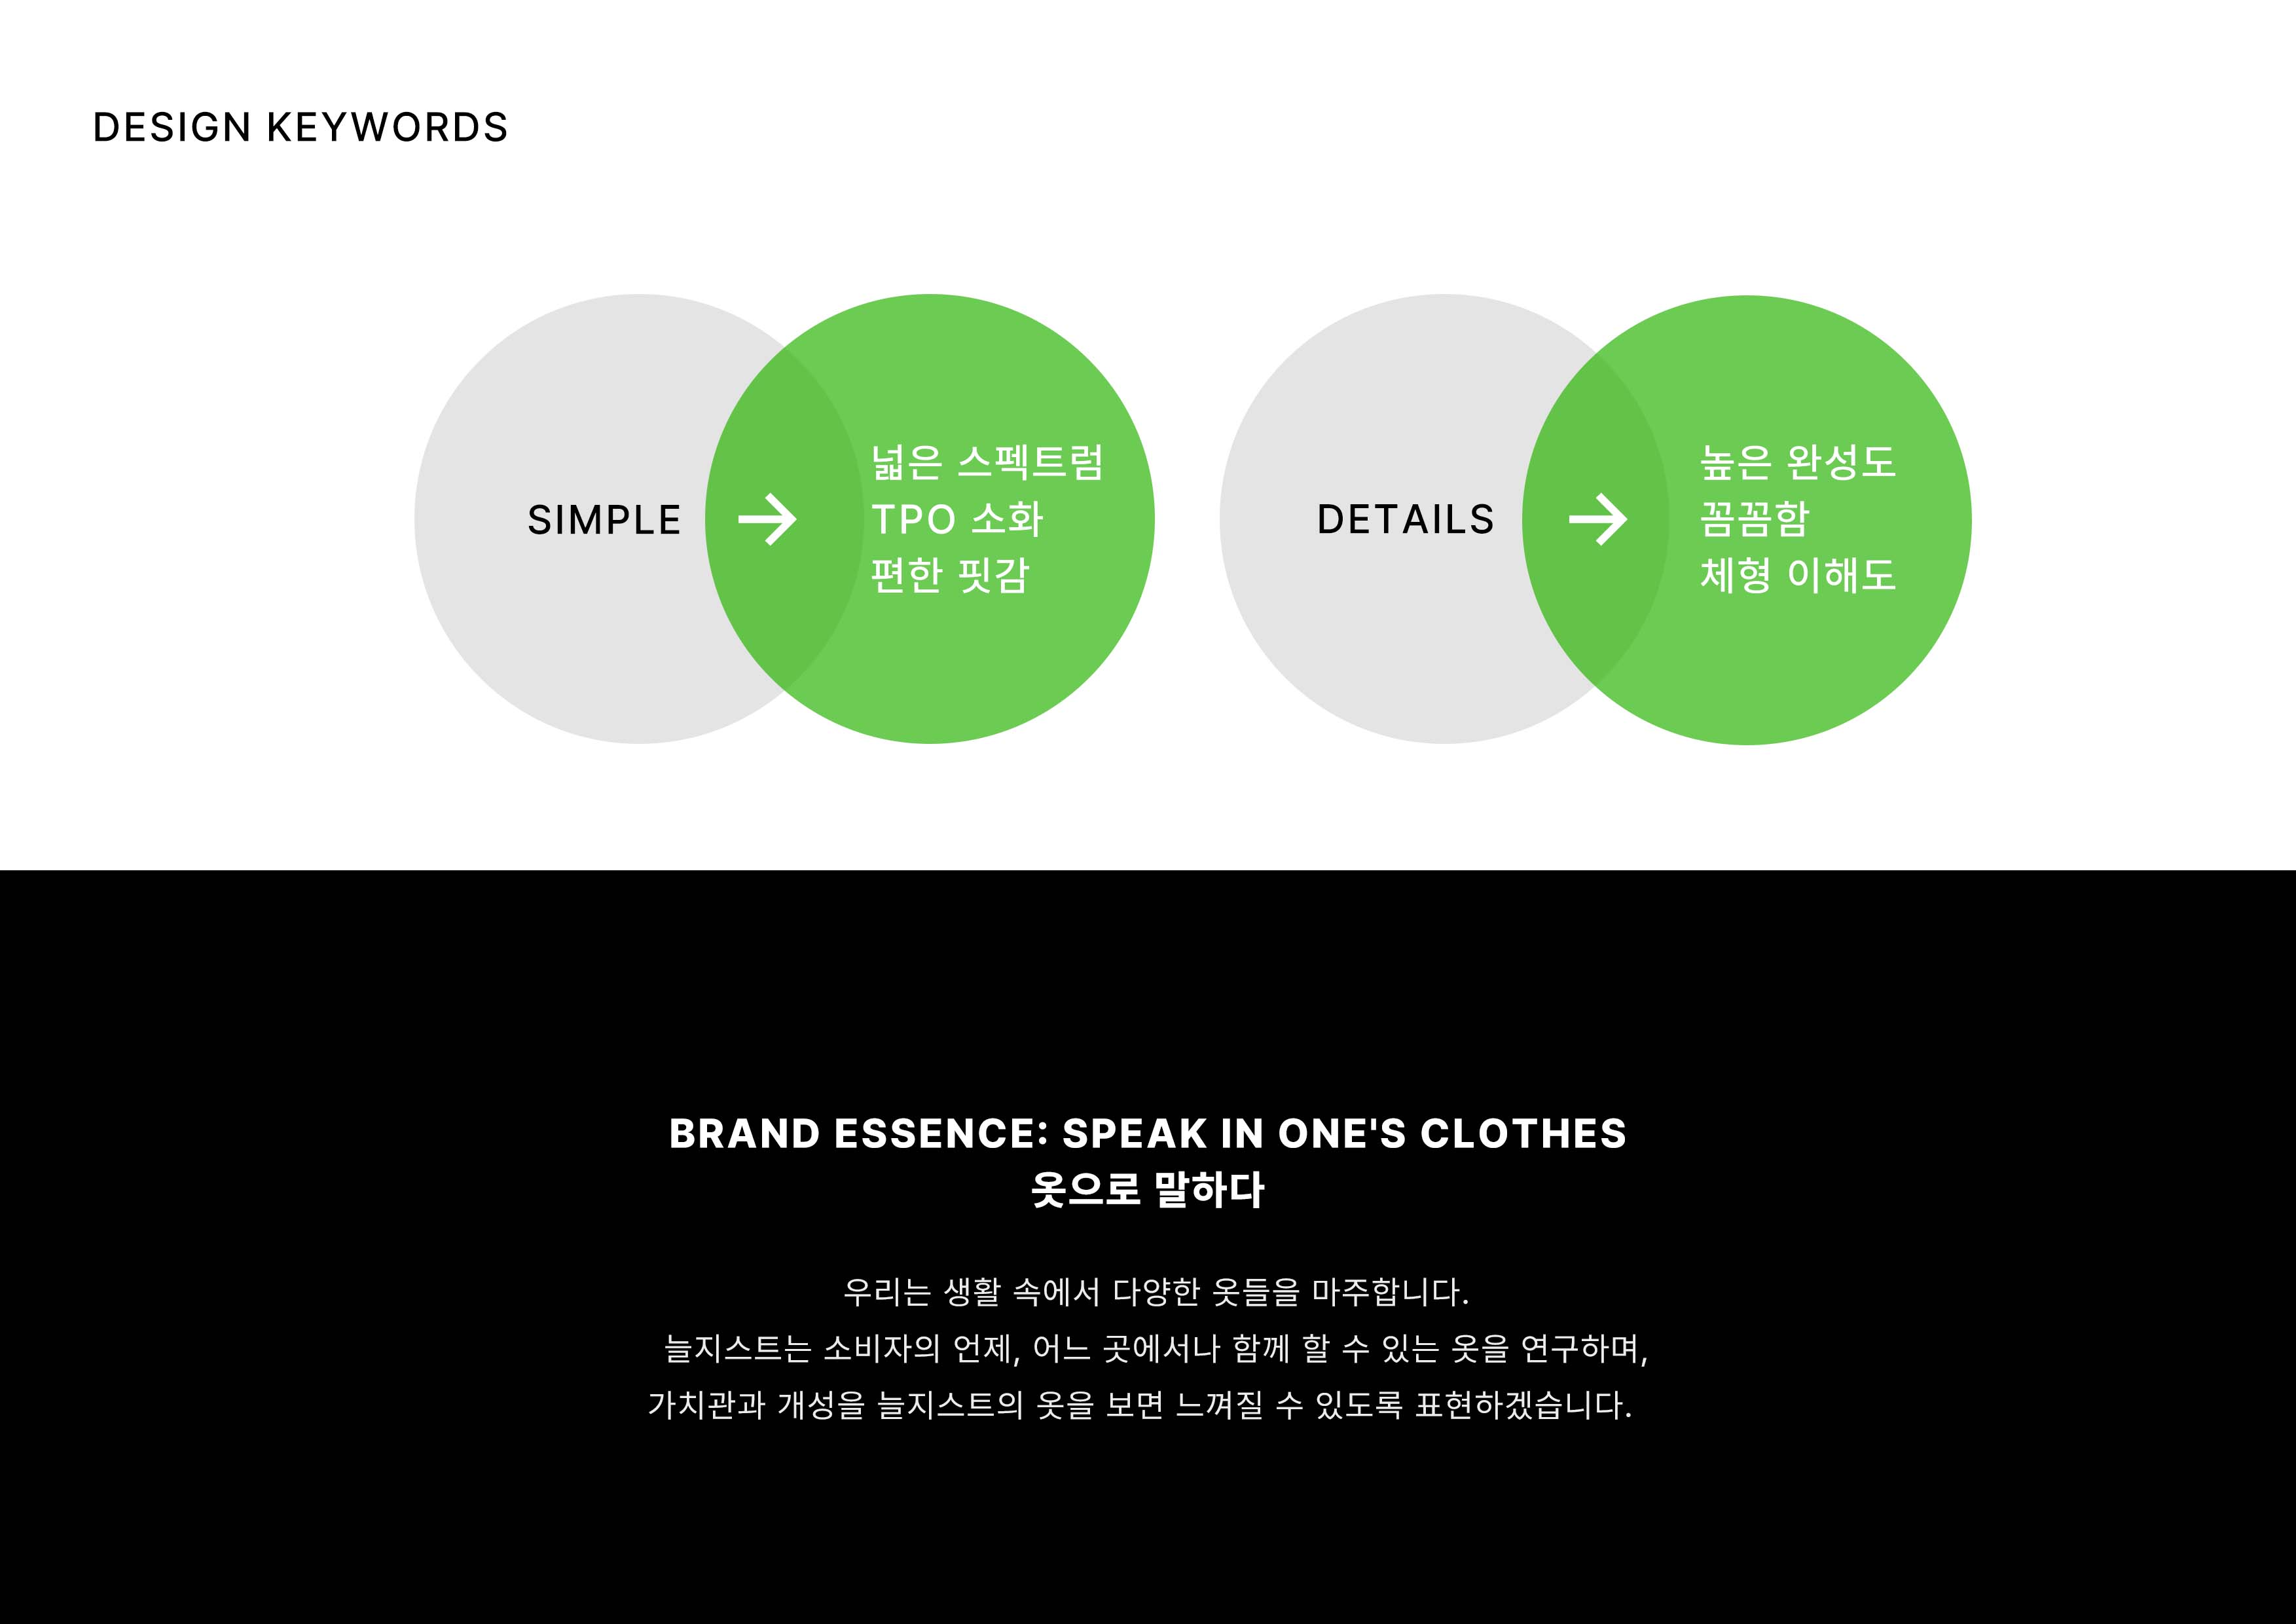 DESIGN KEYWORDS
SIMPLE
넓은 스펙트럼
TPO 소화
편한 핏감
DETAILS
높은 완성도
꼼꼼함
체형 이해도
BRAND ESSENCE: SPEAK IN ONE'S CLOTHES
옷으로 말하다
우리는 생활 속에서 다양한 옷들을 마주합니다.
늘지스트는 소비자의 언제, 어느 곳에서나 함께 할 수 있는 옷을 연구하며,
가치관과 개성을 늘지스트의 옷을 보면 느껴질 수 있도록 표현하겠습니다.